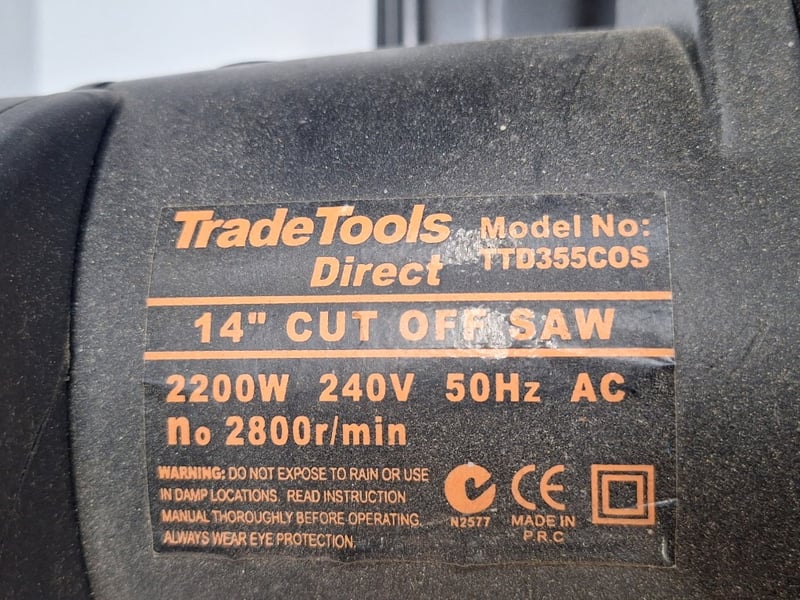 TradeTools
Direct
Model No:
TTD355COS
14" CUT OFF SAW
2200W 240V 50Hz AC
no 2800r/min
WARNING: DO NOT EXPOSE TO RAIN OR USE
IN DAMP LOCATIONS. READ INSTRUCTION
MANUAL THOROUGHLY BEFORE OPERATING.
ALWAYS WEAR EYE PROTECTION.
N2577
CE
MADE IN
P.R.C